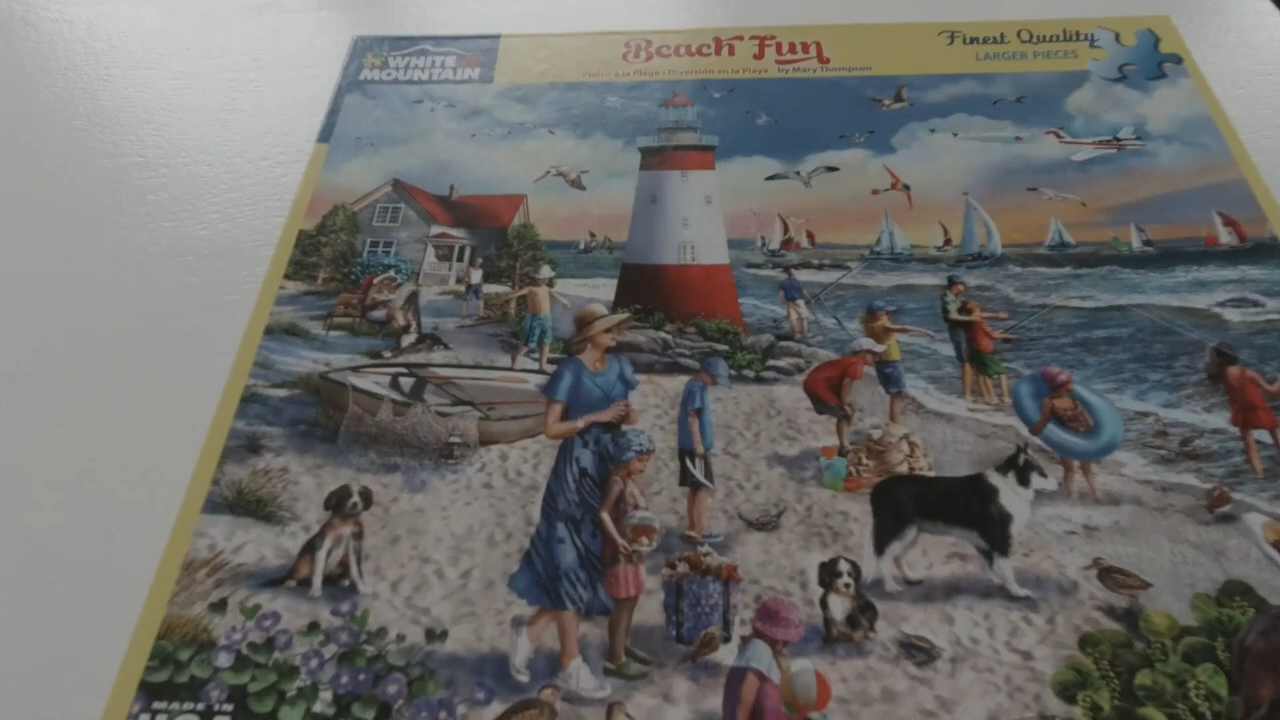 WHITE
MOUNTAIN
Beach Fun
Plaisir à la Plage • Diversión en la Playa by Mary Thompson
Finest Quality
LARGER PIECES
MADE IN
USA